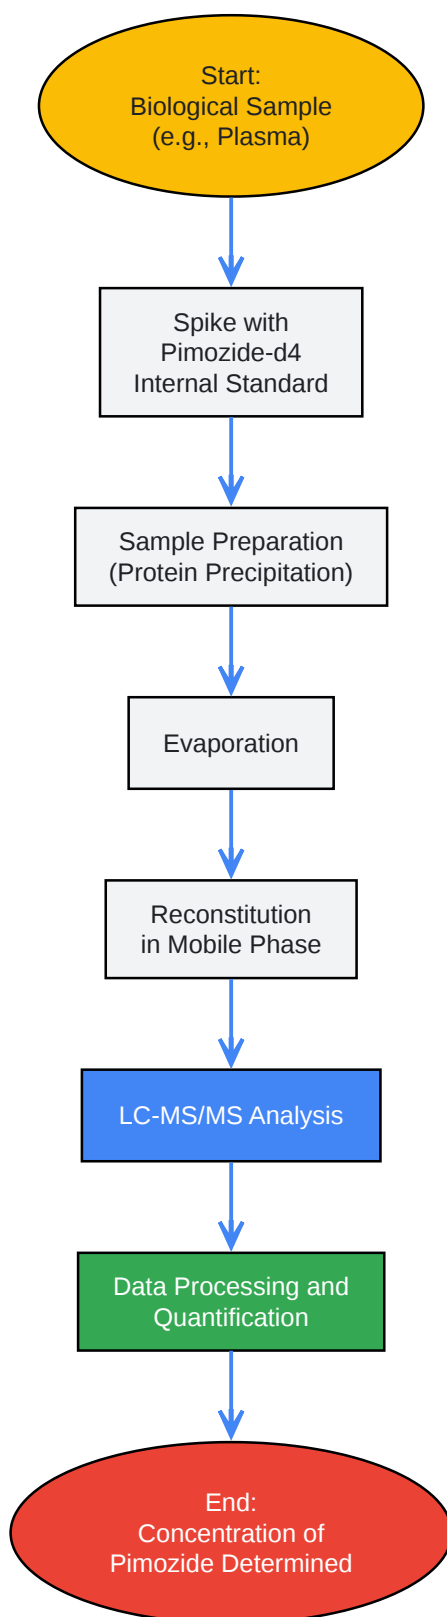 Start:
Biological Sample
(e.g., Plasma)
Spike with
Pimozide-d4
Internal Standard
Sample Preparation
(Protein Precipitation)
Evaporation
Reconstitution
in Mobile Phase
LC-MS/MS Analysis
Data Processing and
Quantification
End:
Concentration of
Pimozide Determined